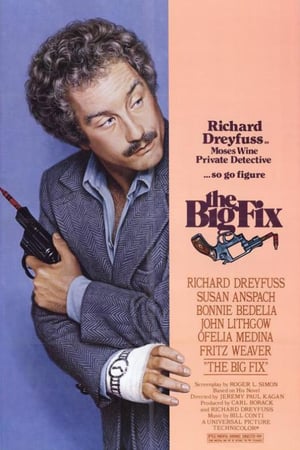 Richard
Dreyfuss in
Moses Wine
Private Detective
...so go figure
the
Big Fix
RICHARD DREYFUSS
SUSAN ANSPACH
BONNIE BEDELIA
JOHN LITHGOW
OFELIA MEDINA
FRITZ WEAVER
"THE BIG FIX"
Screenplay by ROGER L. SIMON
Based on His Novel
Directed by JEREMY PAUL KAGAN
Produced by CARL BORACK
and RICHARD DREYFUSS
Music by BILL CONTI
A UNIVERSAL PICTURE
TECHNICOLOR®